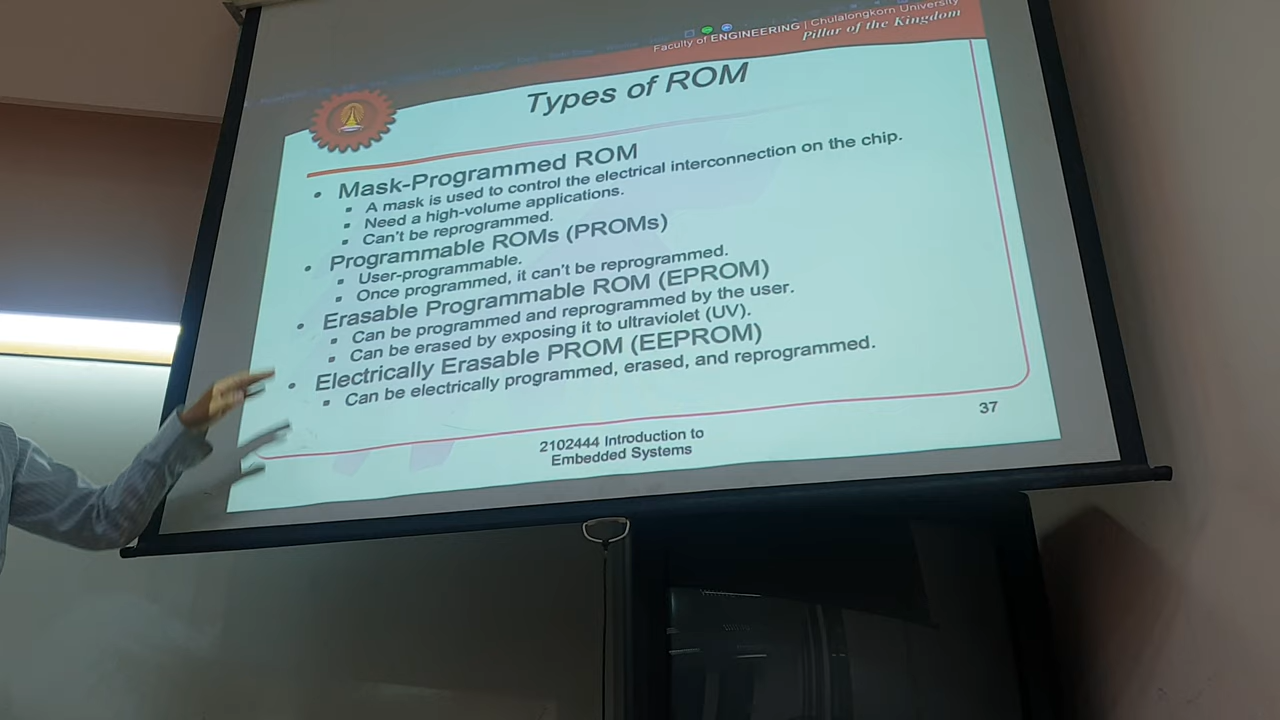 Faculty of ENGINEERING | Chulalongkorn University
Pillar of the Kingdom
Types of ROM
• Mask-Programmed ROM
▪ A mask is used to control the electrical interconnection on the chip.
▪ Need a high-volume applications.
▪ Can't be reprogrammed.
• Programmable ROMs (PROMs)
▪ User-programmable.
▪ Once programmed, it can't be reprogrammed.
• Erasable Programmable ROM (EPROM)
▪ Can be programmed and reprogrammed by the user.
▪ Can be erased by exposing it to ultraviolet (UV).
• Electrically Erasable PROM (EEPROM)
▪ Can be electrically programmed, erased, and reprogrammed.
2102444 Introduction to
Embedded Systems
37